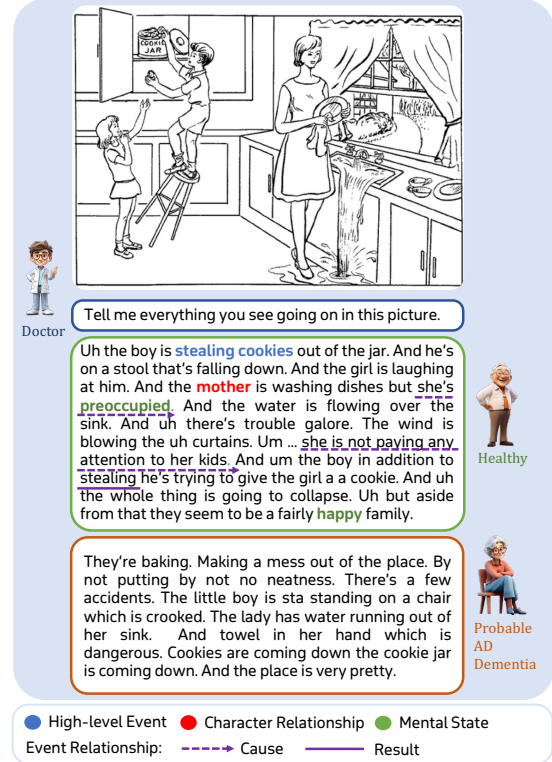 COOKIE
JAR
Doctor
Tell me everything you see going on in this picture.
Uh the boy is stealing cookies out of the jar. And he's
on a stool that's falling down. And the girl is laughing
at him. And the mother is washing dishes but she's
preoccupied. And the water is flowing over the
sink. And uh there's trouble galore. The wind is
blowing the uh curtains. Um ... she is not paying any
attention to her kids. And um the boy in addition to
stealing he's trying to give the girl a a cookie. And uh
the whole thing is going to collapse. Uh but aside
from that they seem to be a fairly happy family.
Healthy
They're baking. Making a mess out of the place. By
not putting by not no neatness. There's a few
accidents. The little boy is sta standing on a chair
which is crooked. The lady has water running out of
her sink. And towel in her hand which is
dangerous. Cookies are coming down the cookie jar
is coming down. And the place is very pretty.
Probable
AD
Dementia
High-level Event Character Relationship Mental State
Event Relationship: Cause Result